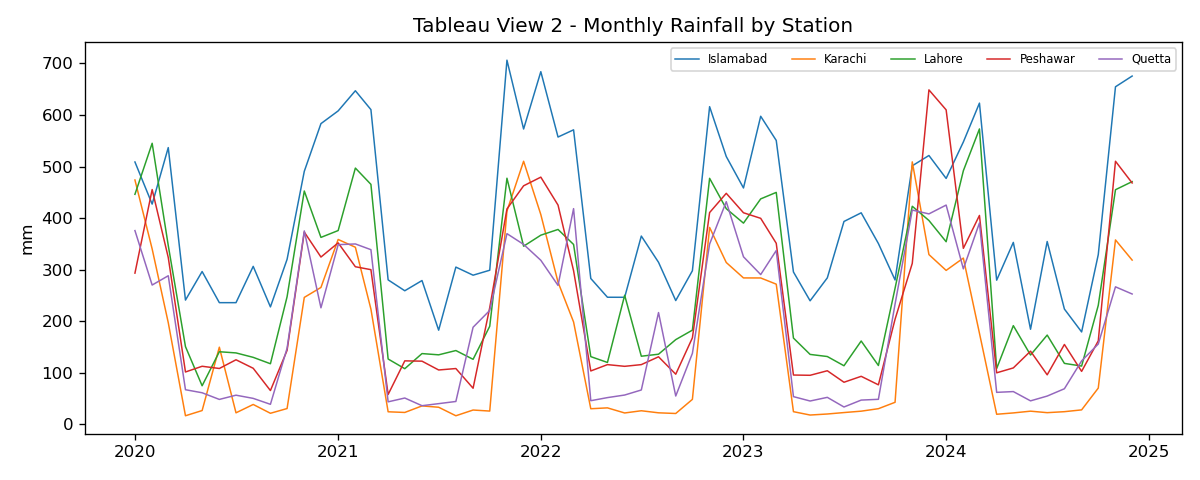 Tableau View 2 - Monthly Rainfall by Station
Islamabad Karachi Lahore Peshawar Quetta
700
600
500
400
300
200
100
0
mm
2020 2021 2022 2023 2024 2025